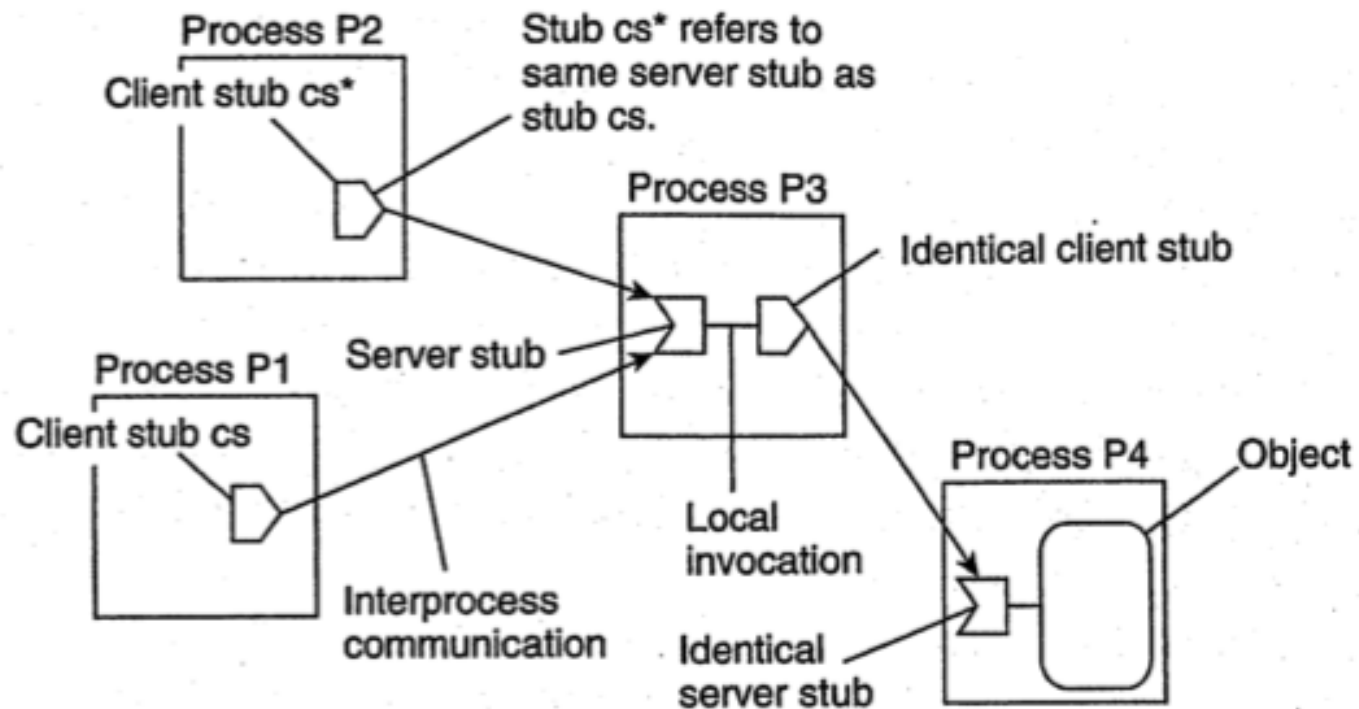 Process P2
Client stub cs*
Stub cs* refers to
same server stub as
stub cs.
Process P3
Identical client stub
Server stub
Process P1
Client stub cs
Interprocess
communication
Local
invocation
Process P4
Object
Identical
server stub